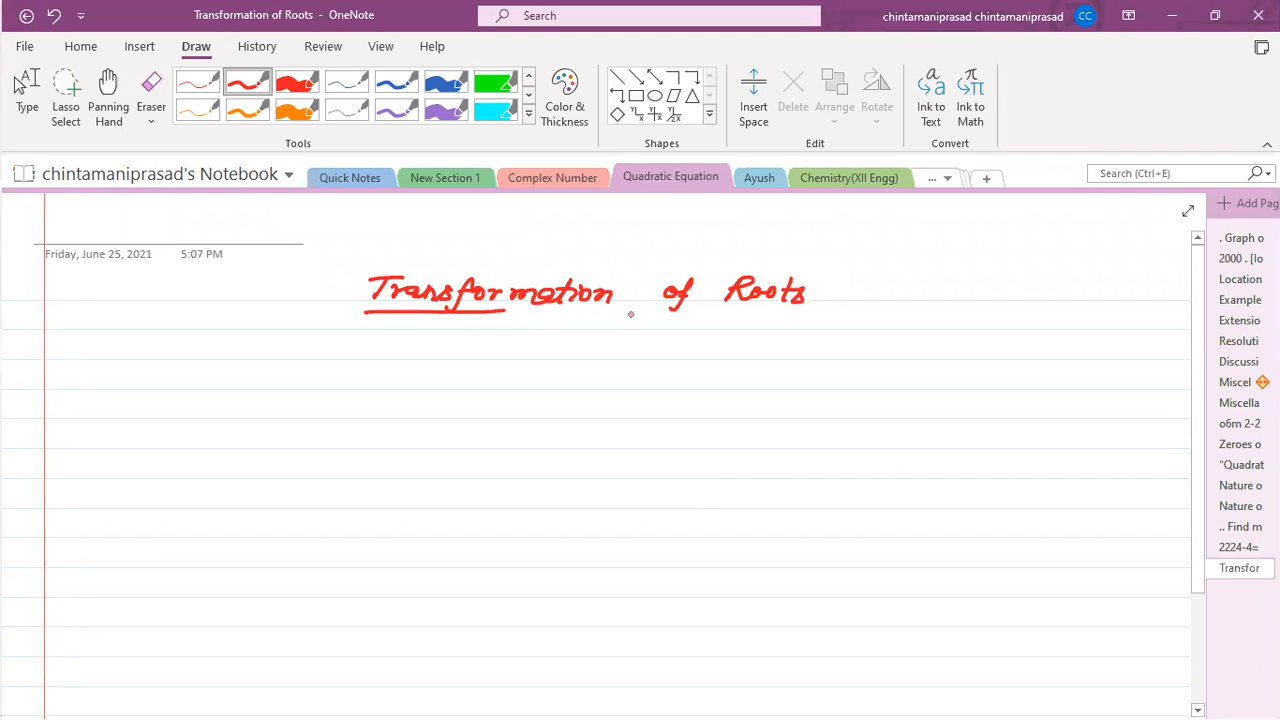 Transformation of Roots - OneNote
Search
chintamaniprasad chintamaniprasad CC
File Home Insert Draw History Review View Help
Type
Lasso Select
Panning Hand
Eraser
Color & Thickness
Insert Space
Delete
Arrange
Rotate
Ink to Text
Ink to Math
Tools
Shapes
Edit
Convert
chintamaniprasad's Notebook
Quick Notes New Section 1 Complex Number Quadratic Equation Ayush Chemistry(XII Engg) ...
Search (Ctrl+E)
Add Pag
Friday, June 25, 2021 5:07 PM
Transformation of Roots
. Graph o
2000 . [lo
Location
Example
Extensio
Resoluti
Discussi
Miscel
Miscella
o6m 2-2
Zeroes o
"Quadrat
Nature o
Nature o
.. Find m
2224-4=
Transfor